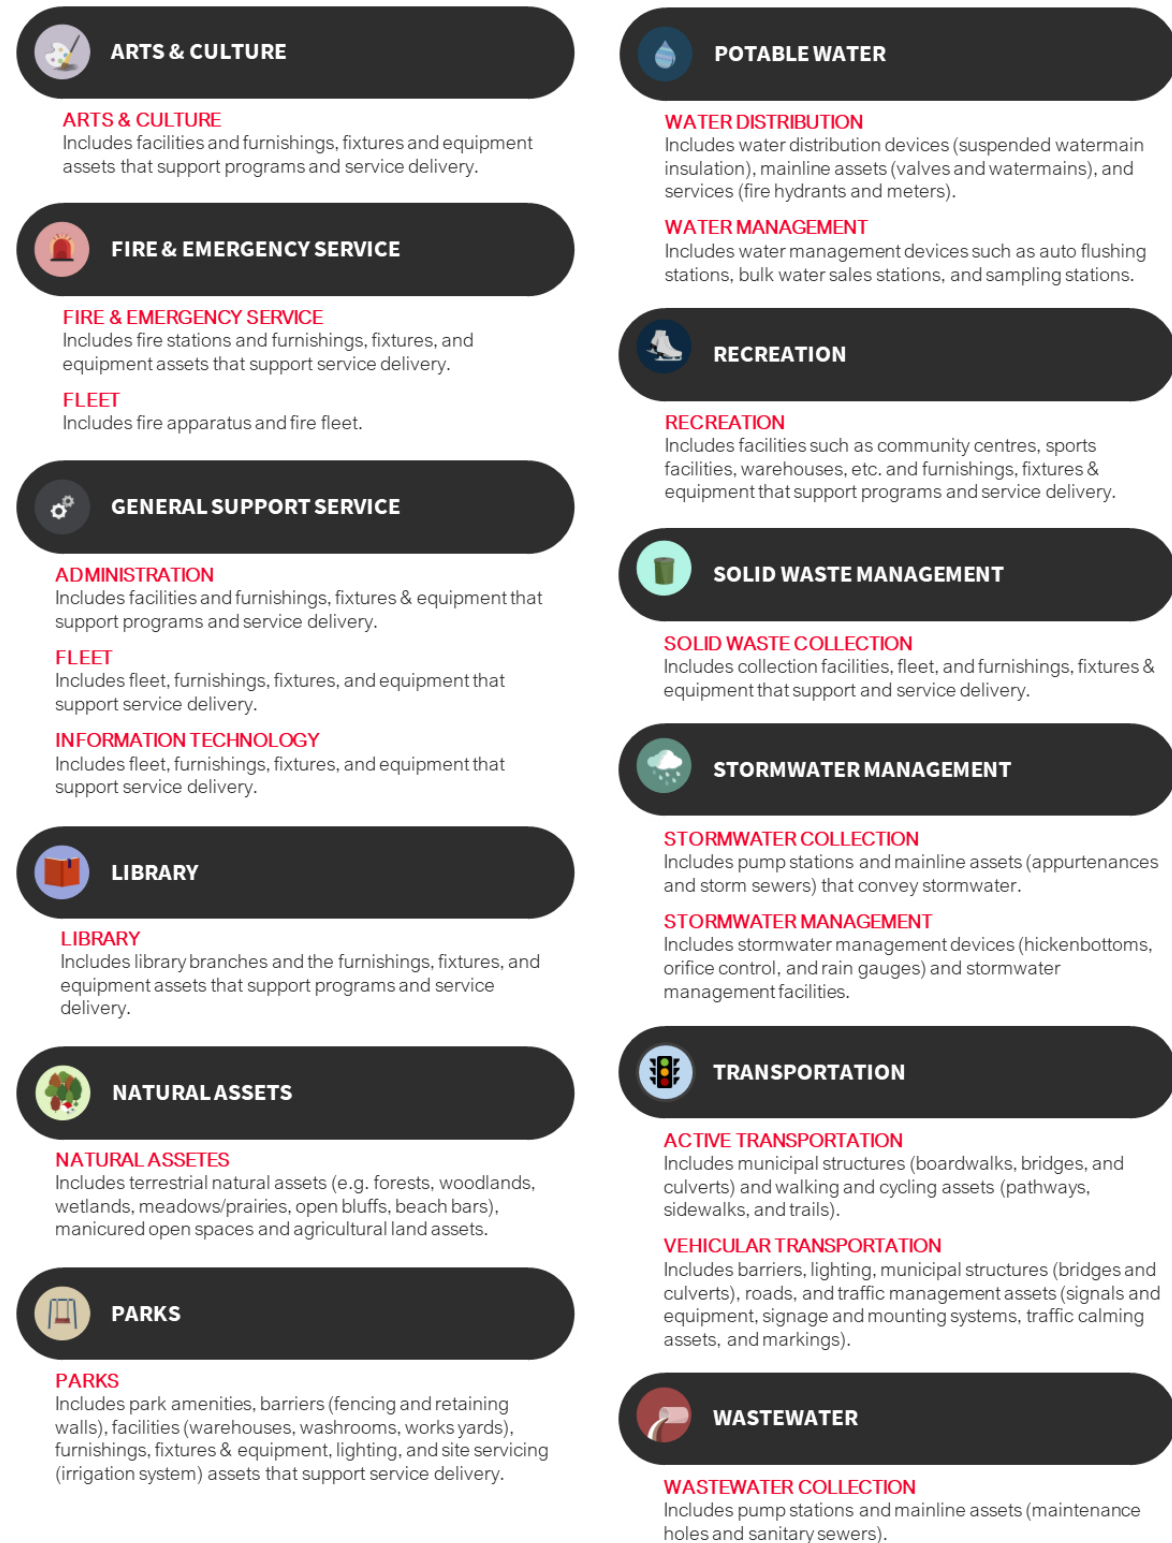 ARTS & CULTURE
ARTS & CULTURE
Includes facilities and furnishings, fixtures and equipment
assets that support programs and service delivery.
FIRE & EMERGENCY SERVICE
FIRE & EMERGENCY SERVICE
Includes fire stations and furnishings, fixtures, and
equipment assets that support service delivery.
FLEET
Includes fire apparatus and fire fleet.
GENERAL SUPPORT SERVICE
ADMINISTRATION
Includes facilities and furnishings, fixtures & equipment that
support programs and service delivery.
FLEET
Includes fleet, furnishings, fixtures, and equipment that
support service delivery.
INFORMATION TECHNOLOGY
Includes fleet, furnishings, fixtures, and equipment that
support service delivery.
LIBRARY
LIBRARY
Includes library branches and the furnishings, fixtures, and
equipment assets that support programs and service
delivery.
NATURAL ASSETS
NATURAL ASSETES
Includes terrestrial natural assets (e.g. forests, woodlands,
wetlands, meadows/prairies, open bluffs, beach bars),
manicured open spaces and agricultural land assets.
PARKS
PARKS
Includes park amenities, barriers (fencing and retaining
walls), facilities (warehouses, washrooms, works yards),
furnishings, fixtures & equipment, lighting, and site servicing
(irrigation system) assets that support service delivery.
POTABLE WATER
WATER DISTRIBUTION
Includes water distribution devices (suspended watermain
insulation), mainline assets (valves and watermains), and
services (fire hydrants and meters).
WATER MANAGEMENT
Includes water management devices such as auto flushing
stations, bulk water sales stations, and sampling stations.
RECREATION
RECREATION
Includes facilities such as community centres, sports
facilities, warehouses, etc. and furnishings, fixtures &
equipment that support programs and service delivery.
SOLID WASTE MANAGEMENT
SOLID WASTE COLLECTION
Includes collection facilities, fleet, and furnishings, fixtures &
equipment that support and service delivery.
STORMWATER MANAGEMENT
STORMWATER COLLECTION
Includes pump stations and mainline assets (appurtenances
and storm sewers) that convey stormwater.
STORMWATER MANAGEMENT
Includes stormwater management devices (hickenbottoms,
orifice control, and rain gauges) and stormwater
management facilities.
TRANSPORTATION
ACTIVE TRANSPORTATION
Includes municipal structures (boardwalks, bridges, and
culverts) and walking and cycling assets (pathways,
sidewalks, and trails).
VEHICULAR TRANSPORTATION
Includes barriers, lighting, municipal structures (bridges and
culverts), roads, and traffic management assets (signals and
equipment, signage and mounting systems, traffic calming
assets, and markings).
WASTEWATER
WASTEWATER COLLECTION
Includes pump stations and mainline assets (maintenance
holes and sanitary sewers).